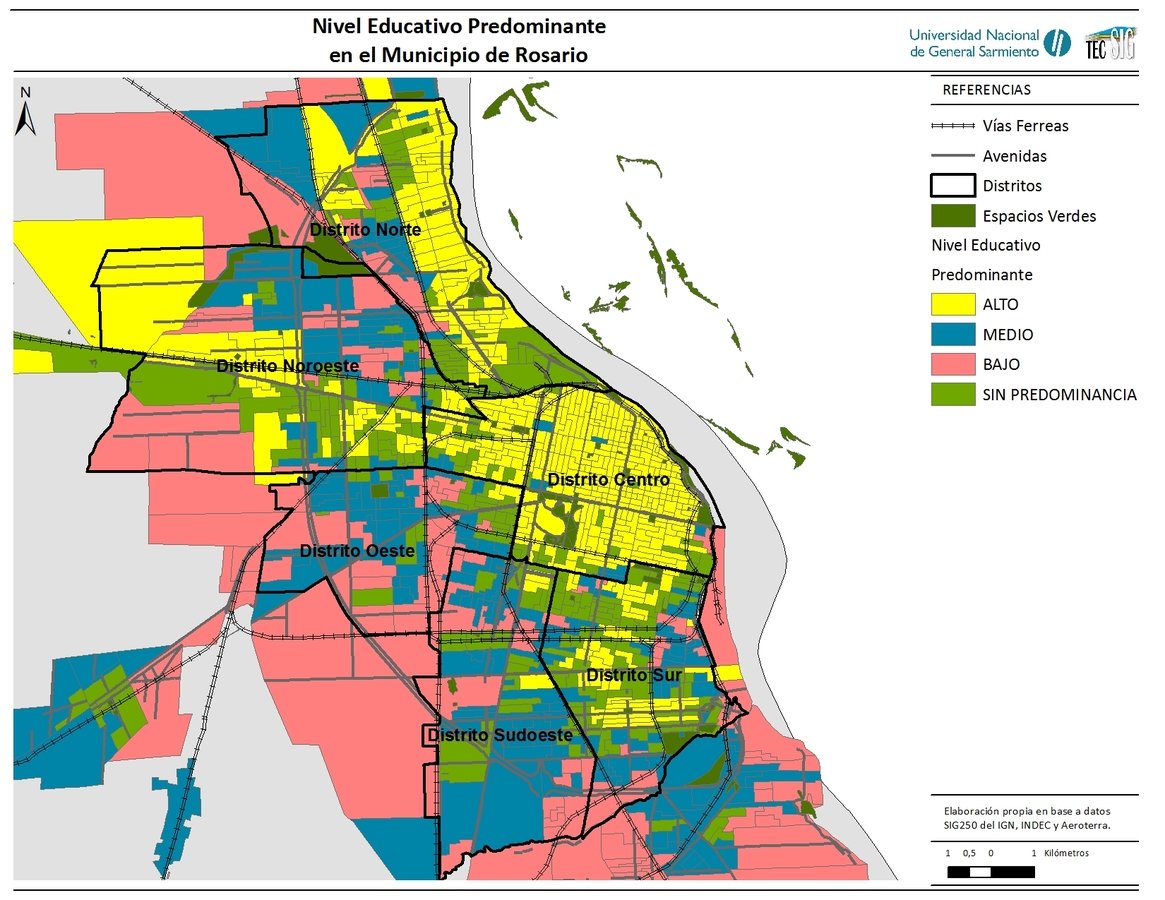 Nivel Educativo Predominante
en el Municipio de Rosario
Universidad Nacional
de General Sarmiento
TEC SIG
N
REFERENCIAS
Vías Ferreas
Avenidas
Distritos
Espacios Verdes
Nivel Educativo
Predominante
ALTO
MEDIO
BAJO
SIN PREDOMINANCIA
Distrito Norte
Distrito Noroeste
Distrito Centro
Distrito Oeste
Distrito Sur
Distrito Sudoeste
Elaboración propia en base a datos
SIG250 del IGN, INDEC y Aeroterra.
1 0,5 0 1 Kilómetros